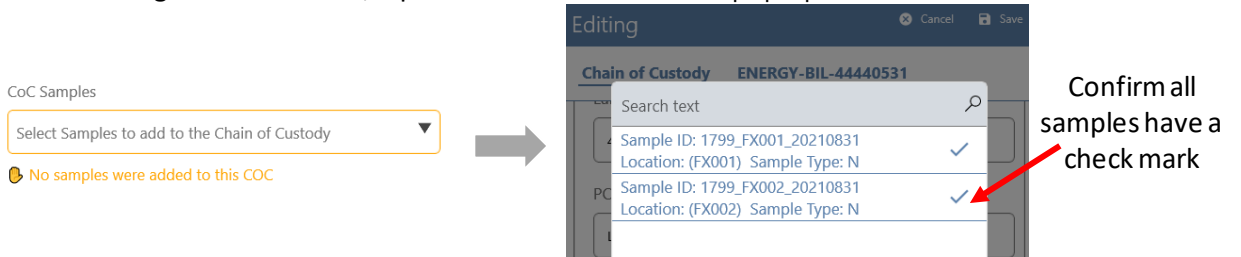 CoC Samples
Select Samples to add to the Chain of Custody
No samples were added to this COC
Editing
Cancel
Save
Chain of Custody
ENERGY-BIL-44440531
Search text
Sample ID: 1799_FX001_20210831
Location: (FX001) Sample Type: N
Sample ID: 1799_FX002_20210831
Location: (FX002) Sample Type: N
Confirm all
samples have a
check mark